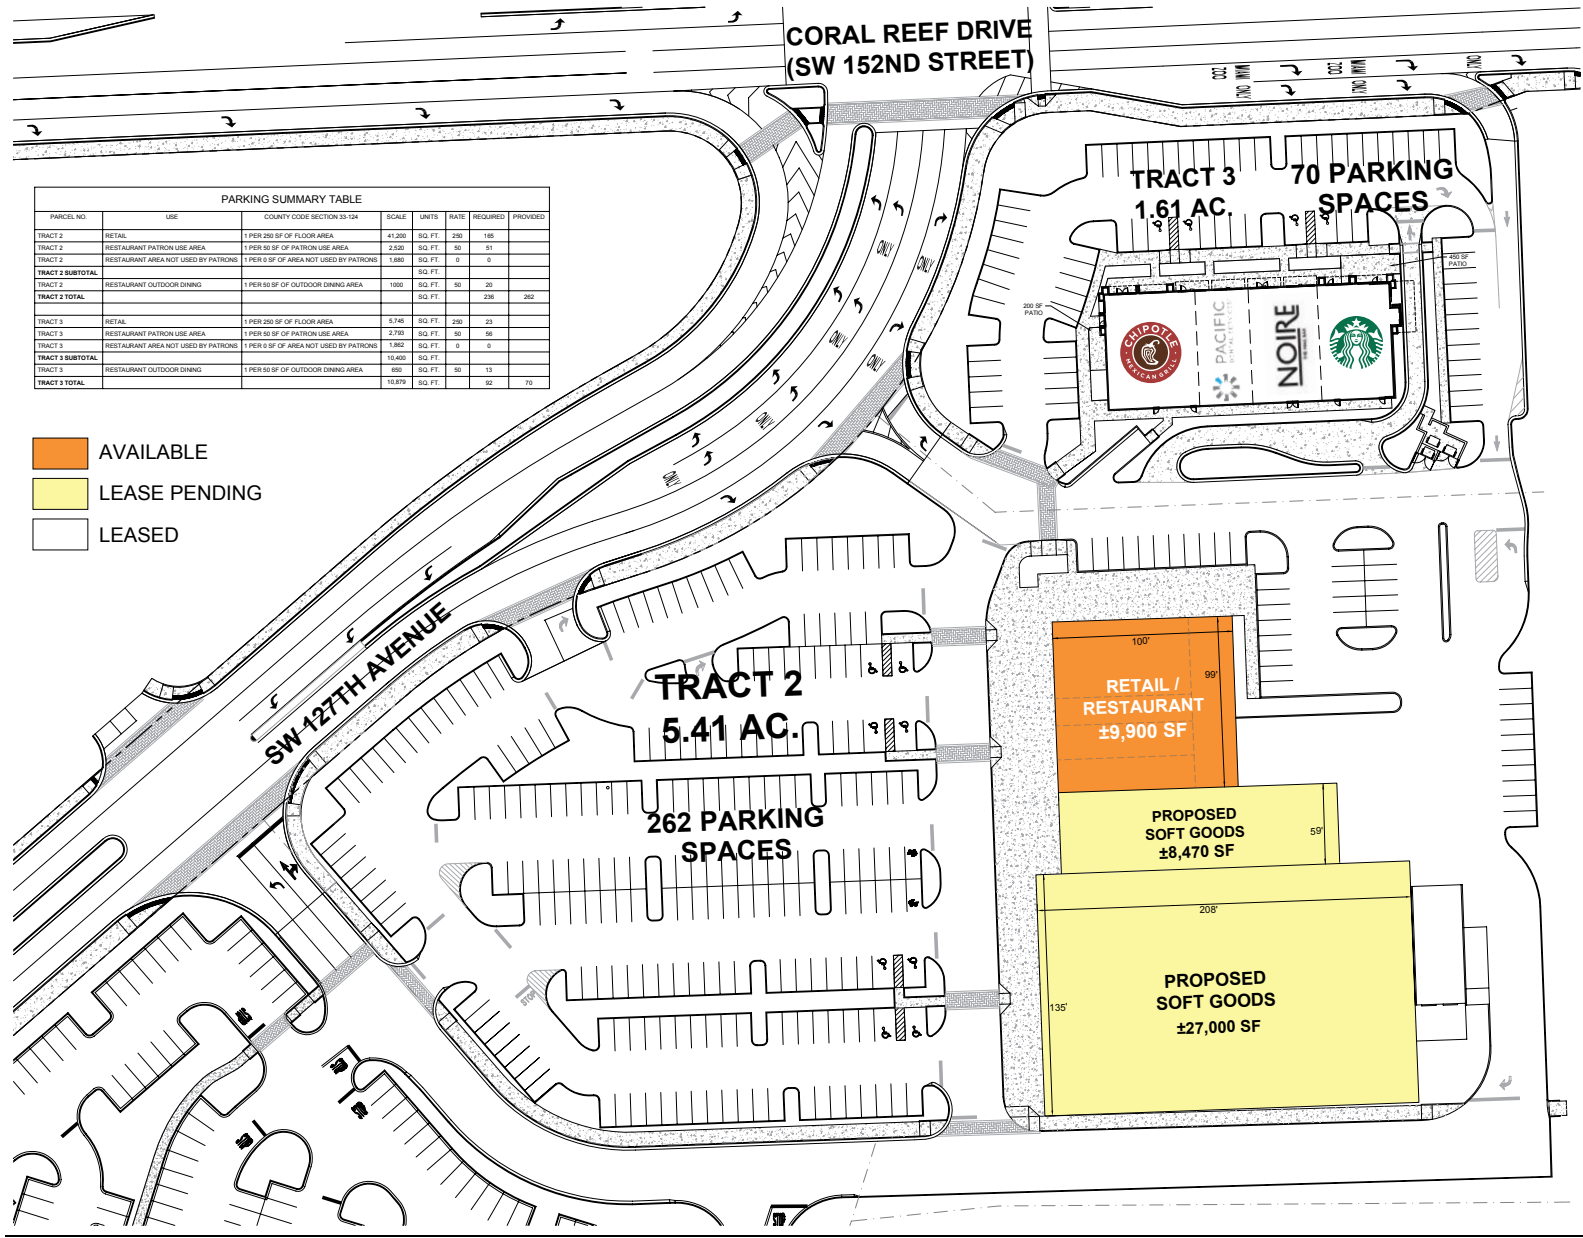 CORAL REEF DRIVE
(SW 152ND STREET)
ZOO MIAMI ONLY
ZOO MIAMI ONLY
ONLY
TRACT 3
1.61 AC.
70 PARKING
SPACES
450 SF
PATIO
200 SF
PATIO
CHIPOTLE
MEXICAN GRILL
PACIFIC
NOIRE
PARKING SUMMARY TABLE
PARCEL NO. USE COUNTY CODE SECTION 33-124 SCALE UNITS RATE REQUIRED PROVIDED
TRACT 2 RETAIL 1 PER 250 SF OF FLOOR AREA 41,200 SQ. FT. 250 165
TRACT 2 RESTAURANT PATRON USE AREA 1 PER 50 SF OF PATRON USE AREA 2,520 SQ. FT. 50 51
TRACT 2 RESTAURANT AREA NOT USED BY PATRONS 1 PER 0 SF OF AREA NOT USED BY PATRONS 1,680 SQ. FT. 0 0
TRACT 2 SUBTOTAL SQ. FT.
TRACT 2 RESTAURANT OUTDOOR DINING 1 PER 50 SF OF OUTDOOR DINING AREA 1000 SQ. FT. 50 20
TRACT 2 TOTAL SQ. FT. 236 262
TRACT 3 RETAIL 1 PER 250 SF OF FLOOR AREA 5,745 SQ. FT. 250 23
TRACT 3 RESTAURANT PATRON USE AREA 1 PER 50 SF OF PATRON USE AREA 2,793 SQ. FT. 50 56
TRACT 3 RESTAURANT AREA NOT USED BY PATRONS 1 PER 0 SF OF AREA NOT USED BY PATRONS 1,862 SQ. FT. 0 0
TRACT 3 SUBTOTAL 10,400 SQ. FT.
TRACT 3 RESTAURANT OUTDOOR DINING 1 PER 50 SF OF OUTDOOR DINING AREA 650 SQ. FT. 50 13
TRACT 3 TOTAL 10,879 SQ. FT. 92 70
ONLY
ONLY
ONLY
ONLY
ONLY
ONLY
ONLY
AVAILABLE
LEASE PENDING
LEASED
SW 127TH AVENUE
TRACT 2
5.41 AC.
262 PARKING
SPACES
100'
99'
RETAIL /
RESTAURANT
±9,900 SF
PROPOSED
SOFT GOODS
±8,470 SF
59'
208'
135'
PROPOSED
SOFT GOODS
±27,000 SF
STOP
STOP